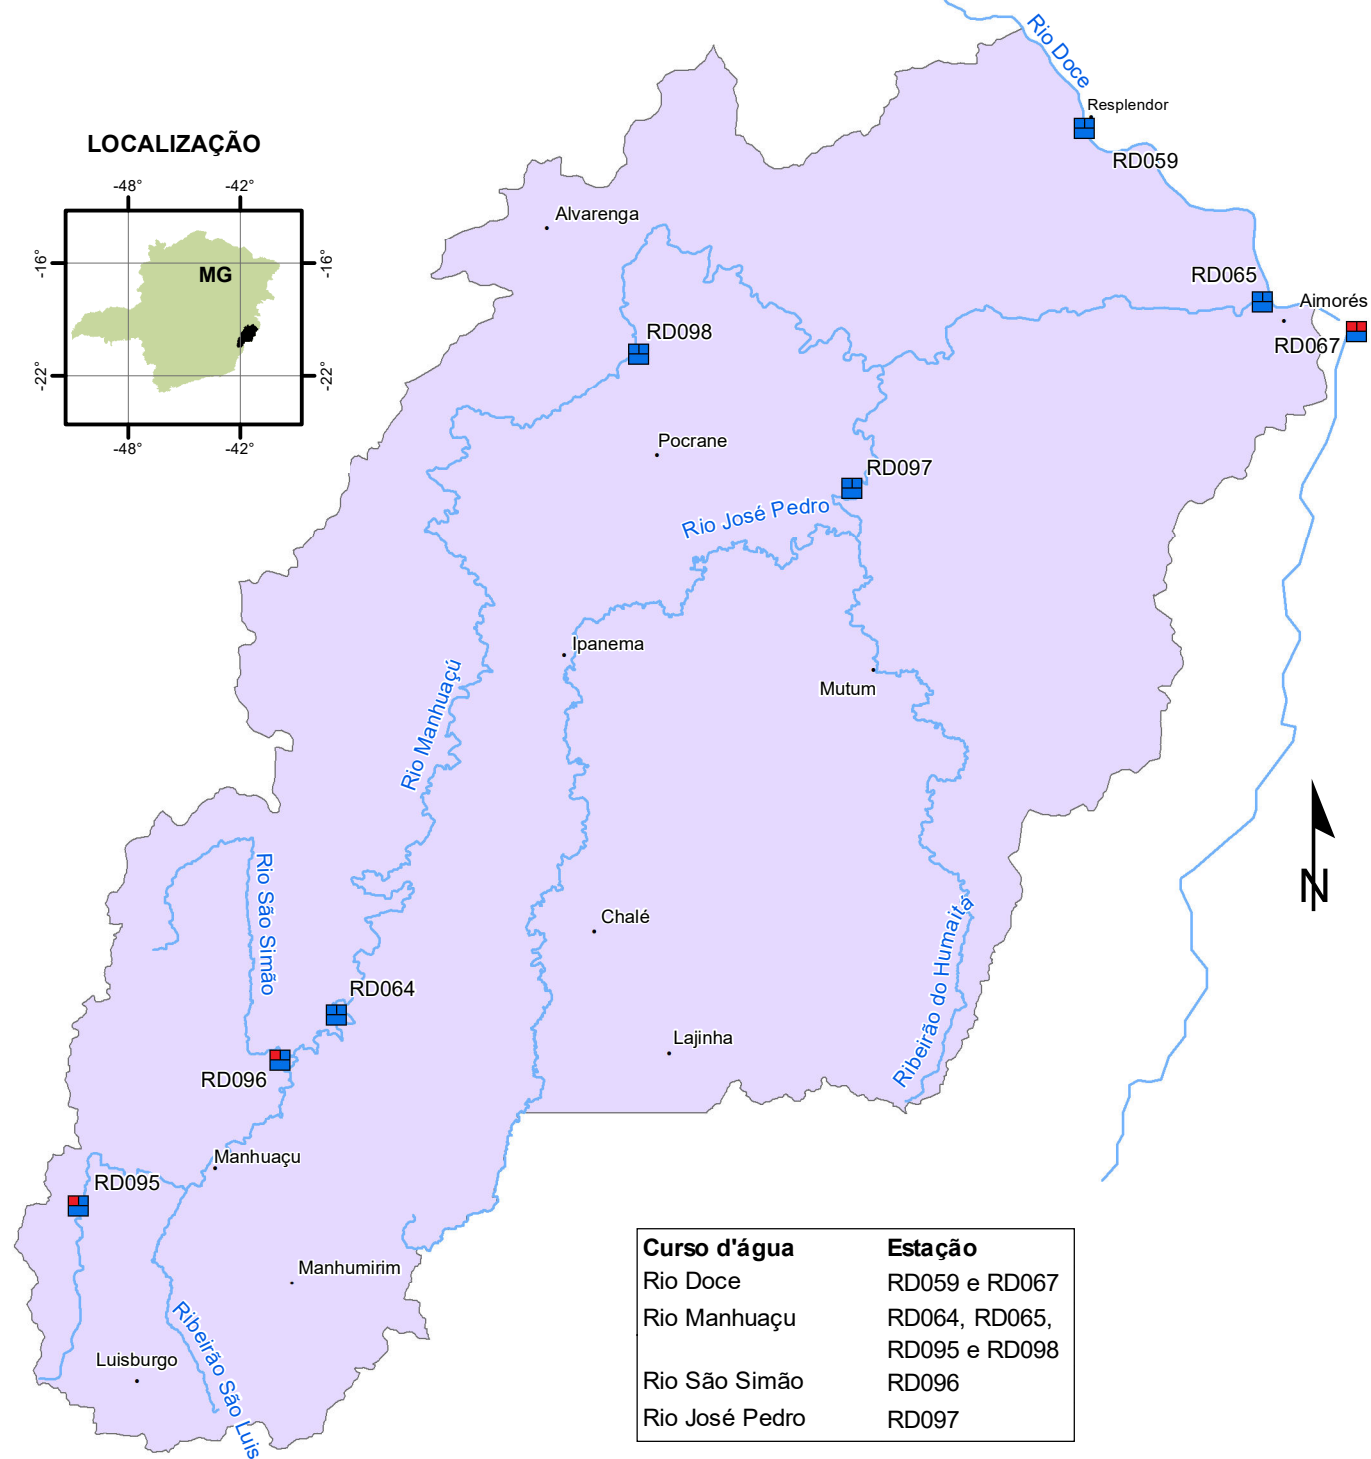 Rio Doce
Resplendor
RD059
LOCALIZAÇÃO
-48°
-42°
-16°
-16°
MG
-22°
-22°
-48°
-42°
Alvarenga
RD065
Aimorés
RD067
RD098
Pocrane
RD097
Rio José Pedro
Ipanema
Mutum
Rio Manhuaçú
Rio São Simão
Chalé
N
Ribeirão do Humaitá
RD064
Lajinha
RD096
Manhuaçu
RD095
Manhumirim
Ribeirão São Luis
Luisburgo
Curso d'água Estação
Rio Doce RD059 e RD067
Rio Manhuaçu RD064, RD065,
RD095 e RD098
Rio São Simão RD096
Rio José Pedro RD097